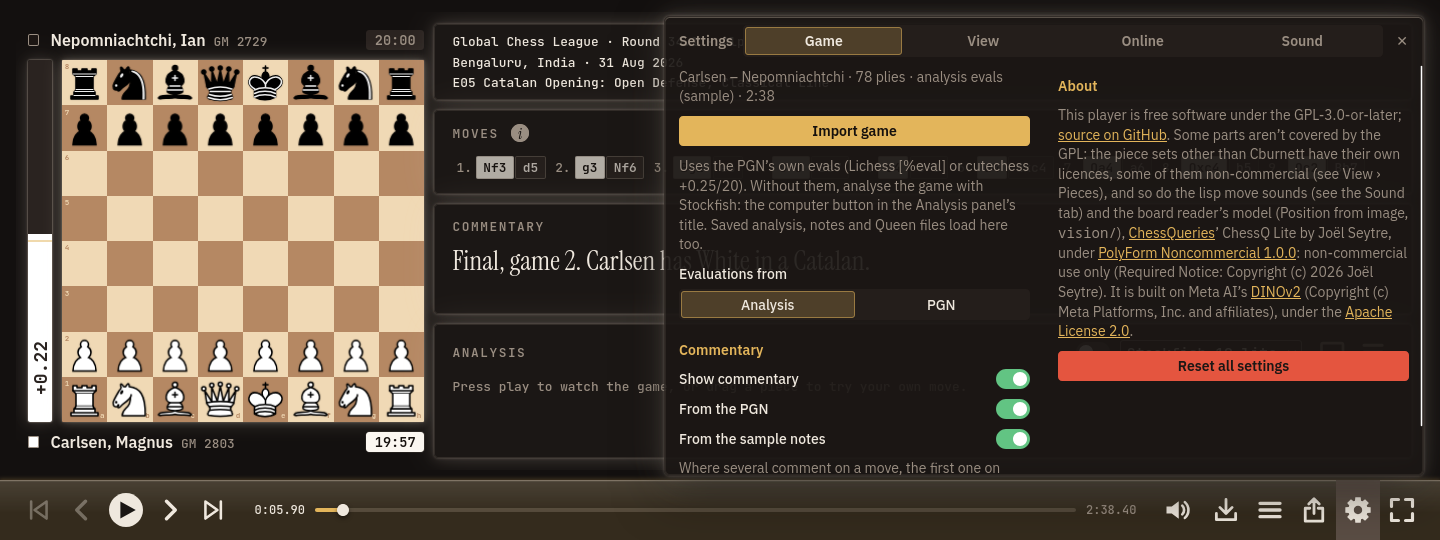 Nepomniachtchi, Ian GM 2729
20:00
+0.22
Carlsen, Magnus GM 2803
19:57
Global Chess League · Round
Bengaluru, India · 31 Aug 2026
E05 Catalan Opening: Open Defense, Classical Line
MOVES i
1. Nf3 d5 2. g3 Nf6 3.
COMMENTARY
Final, game 2. Carlsen has White in a Catalan.
ANALYSIS
Press play to watch the game, to try your own move.
Settings
Game
View
Online
Sound
×
Carlsen – Nepomniachtchi · 78 plies · analysis evals
(sample) · 2:38
Import game
Uses the PGN's own evals (Lichess [%eval] or cutechess
+0.25/20). Without them, analyse the game with
Stockfish: the computer button in the Analysis panel's
title. Saved analysis, notes and Queen files load here
too.
Evaluations from
Analysis
PGN
Commentary
Show commentary
From the PGN
From the sample notes
Where several comment on a move, the first one on
About
This player is free software under the GPL-3.0-or-later;
source on GitHub. Some parts aren't covered by the
GPL: the piece sets other than Cburnett have their own
licences, some of them non-commercial (see View ›
Pieces), and so do the lisp move sounds (see the Sound
tab) and the board reader's model (Position from image,
vision/), ChessQueries' ChessQ Lite by Joël Seytre,
under PolyForm Noncommercial 1.0.0: non-commercial
use only (Required Notice: Copyright (c) 2026 Joël
Seytre). It is built on Meta AI's DINOv2 (Copyright (c)
Meta Platforms, Inc. and affiliates), under the Apache
License 2.0.
Reset all settings
0:05.90
2:38.40